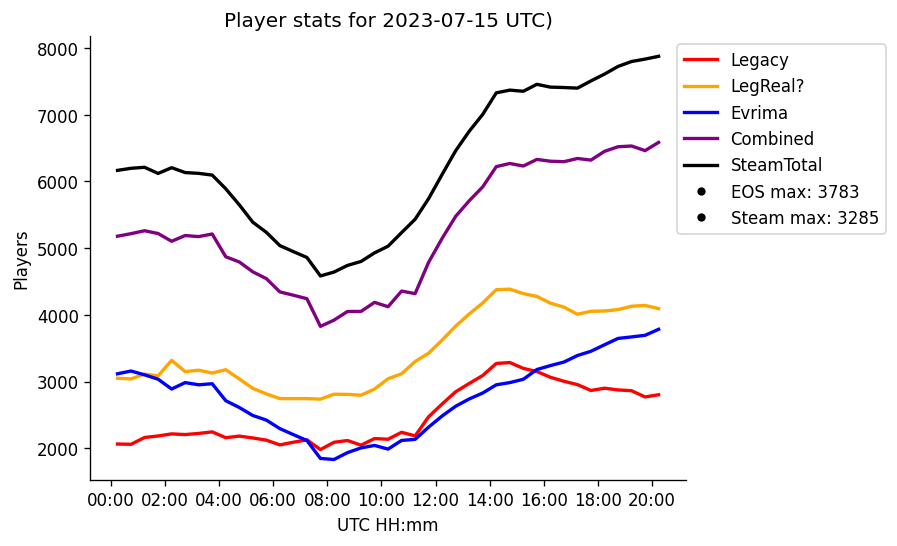 Player stats for 2023-07-15 UTC)
8000
7000
6000
5000
4000
3000
2000
Players
00:00 02:00 04:00 06:00 08:00 10:00 12:00 14:00 16:00 18:00 20:00
UTC HH:mm
Legacy
LegReal?
Evrima
Combined
SteamTotal
EOS max: 3783
Steam max: 3285